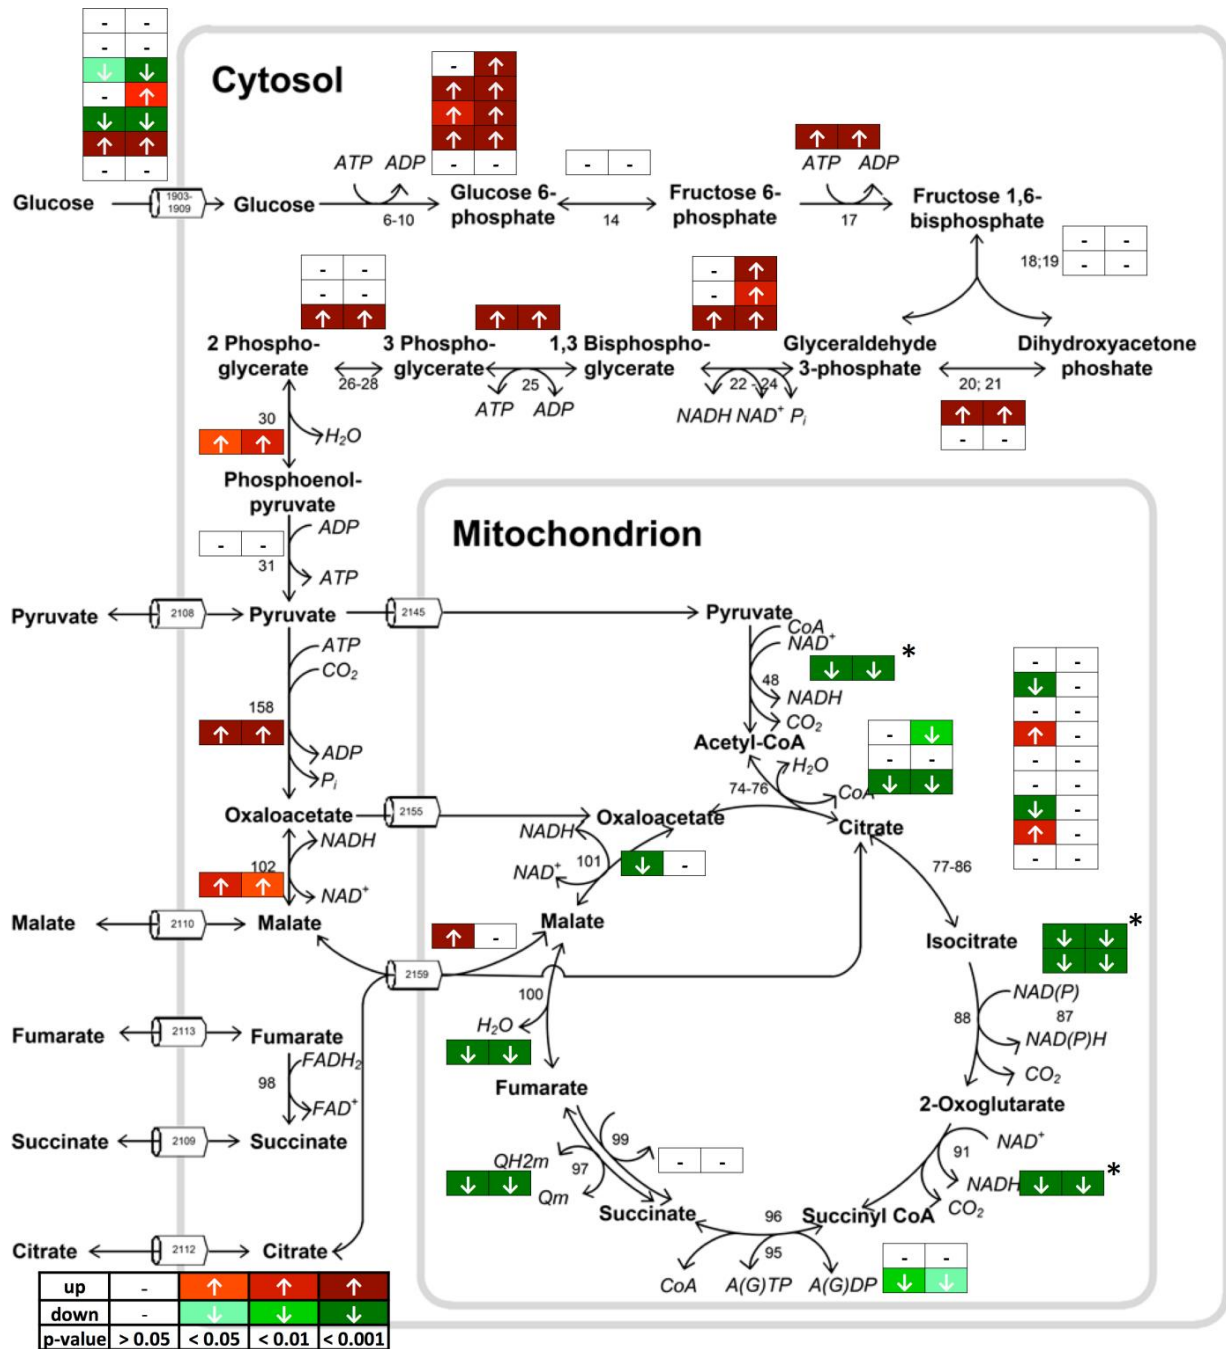 Cytosol
ATP ADP
ATP ADP
Glucose
1903-
1909
Glucose
6-10
Glucose 6-
phosphate
14
Fructose 6-
phosphate
17
Fructose 1,6-
bisphosphate
18;19
2 Phospho-
glycerate
26-28
3 Phospho-
glycerate
25
ATP ADP
1,3 Bisphospho-
glycerate
22 - 24
NADH NAD+ Pi
Glyceraldehyde
3-phosphate
20; 21
Dihydroxyacetone
phoshate
30
H2O
Phosphoenol-
pyruvate
ADP
31
ATP
Mitochondrion
Pyruvate
2108
Pyruvate
2145
Pyruvate
CoA
NAD+
*
48
NADH
CO2
ATP
CO2
158
ADP
Pi
Acetyl-CoA
H2O
74-76
CoA
Oxaloacetate
2155
Oxaloacetate
Citrate
NADH
102
NAD+
NADH
101
NAD+
77-86
Malate
2110
Malate
2159
Malate
Isocitrate
*
NAD(P)
88
87
NAD(P)H
CO2
100
H2O
Fumarate
2113
Fumarate
FADH2
98
FAD+
Fumarate
2-Oxoglutarate
NAD+
91
NADH
*
CO2
99
QH2m
97
Qm
Succinate
2109
Succinate
Succinate
96
Succinyl CoA
95
CoA A(G)TP A(G)DP
Citrate
2112
Citrate
up - ↑ ↑ ↑
down - ↓ ↓ ↓
p-value > 0.05 < 0.05 < 0.01 < 0.001